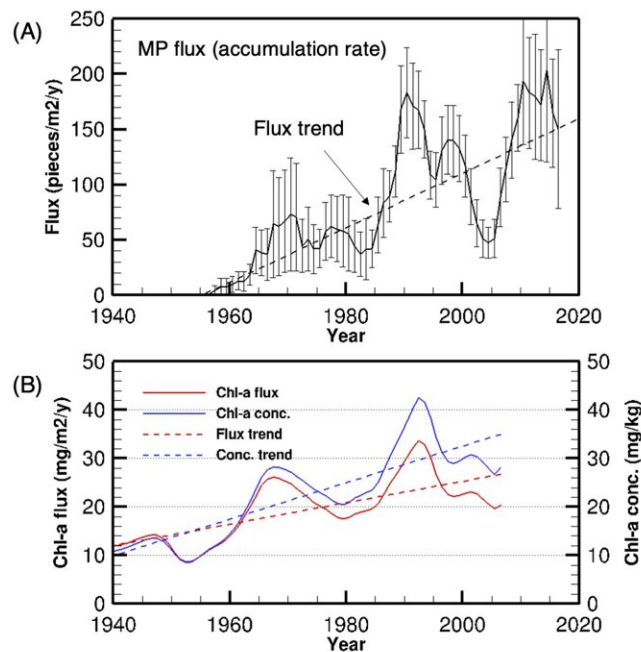 (A)
MP flux (accumulation rate)
Flux trend
Flux (pieces/m2/y)
250
200
150
100
50
0
1940 1960 1980 2000 2020
Year
(B)
Chl-a flux
Chl-a conc.
Flux trend
Conc. trend
Chl-a flux (mg/m2/y)
50
40
30
20
10
0
Chl-a conc. (mg/kg)
50
40
30
20
10
0
1940 1960 1980 2000 2020
Year